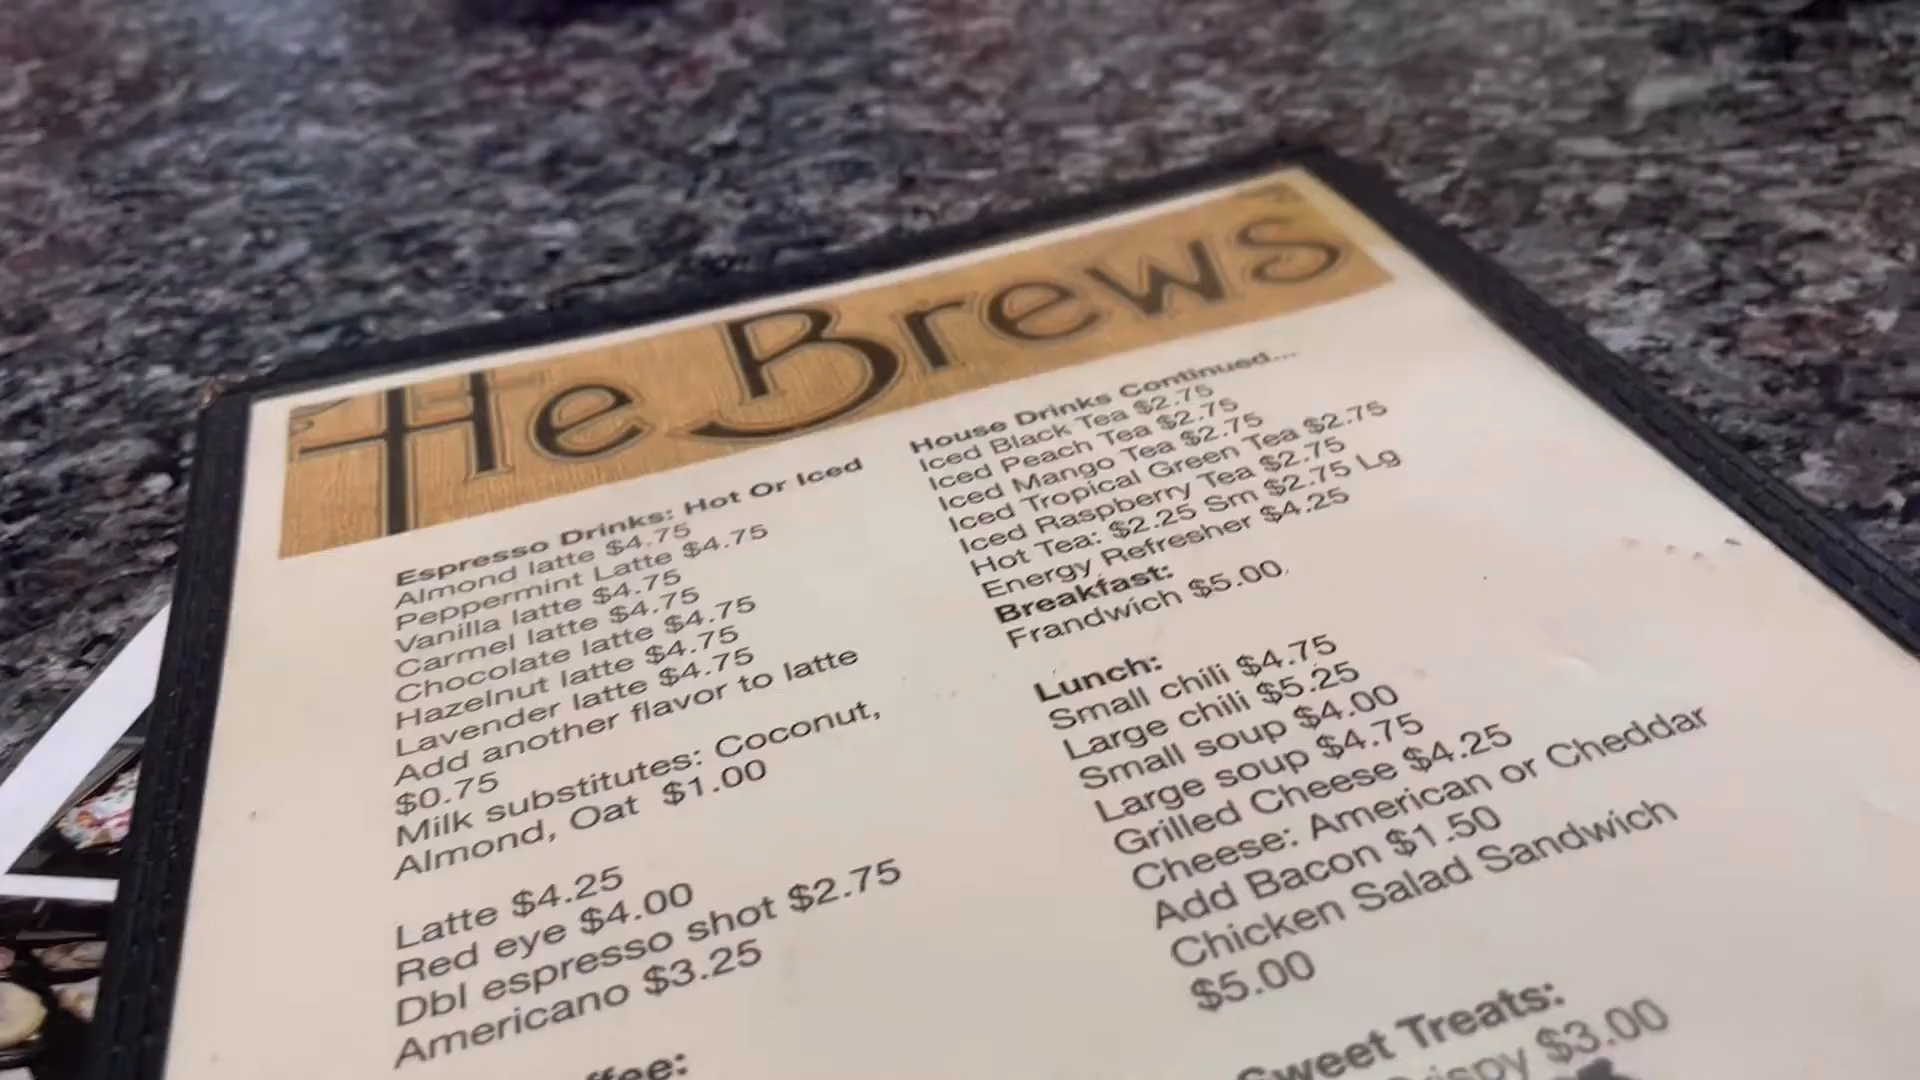 He Brews
Espresso Drinks: Hot Or Iced
Almond latte $4.75
Peppermint Latte $4.75
Vanilla latte $4.75
Carmel latte $4.75
Chocolate latte $4.75
Hazelnut latte $4.75
Lavender latte $4.75
Add another flavor to latte
$0.75
Milk substitutes: Coconut,
Almond, Oat $1.00
Latte $4.25
Red eye $4.00
Dbl espresso shot $2.75
Americano $3.25
House Drinks Continued....
Iced Black Tea $2.75
Iced Peach Tea $2.75
Iced Mango Tea $2.75
Iced Tropical Green Tea $2.75
Iced Raspberry Tea $2.75
Hot Tea: $2.25 Sm $2.75 Lg
Energy Refresher $4.25
Breakfast:
Frandwich $5.00
Lunch:
Small chili $4.75
Large chili $5.25
Small soup $4.00
Large soup $4.75
Grilled Cheese $4.25
Cheese: American or Cheddar
Add Bacon $1.50
Chicken Salad Sandwich
$5.00
Sweet Treats:
$3.00